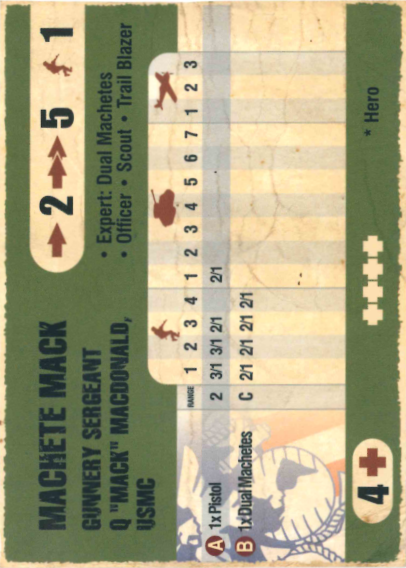 MACHETE MACK
2 5 1
GUNNERY SERGEANT
Q "MACK" MACDONALD,
USMC
• Expert: Dual Machetes
• Officer • Scout • Trail Blazer
RANGE 1 2 3 4 1 2 3 4 5 6 7 1 2 3
A 1x Pistol 2 3/1 3/1 2/1 2/1
B 1x Dual Machetes C 2/1 2/1 2/1 2/1
4 * Hero